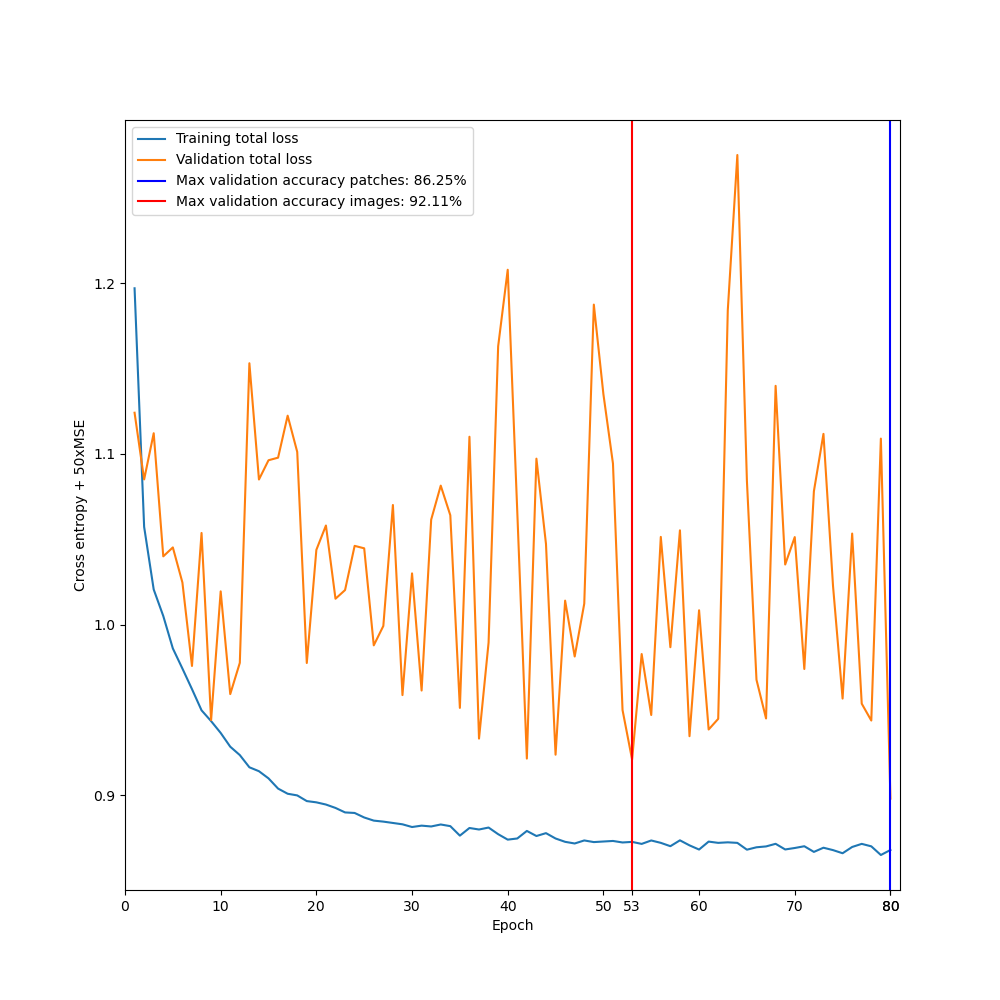 Training total loss
Validation total loss
Max validation accuracy patches: 86.25%
Max validation accuracy images: 92.11%
1.2
1.1
1.0
0.9
Cross entropy + 50xMSE
0 10 20 30 40 50 53 60 70 80
Epoch